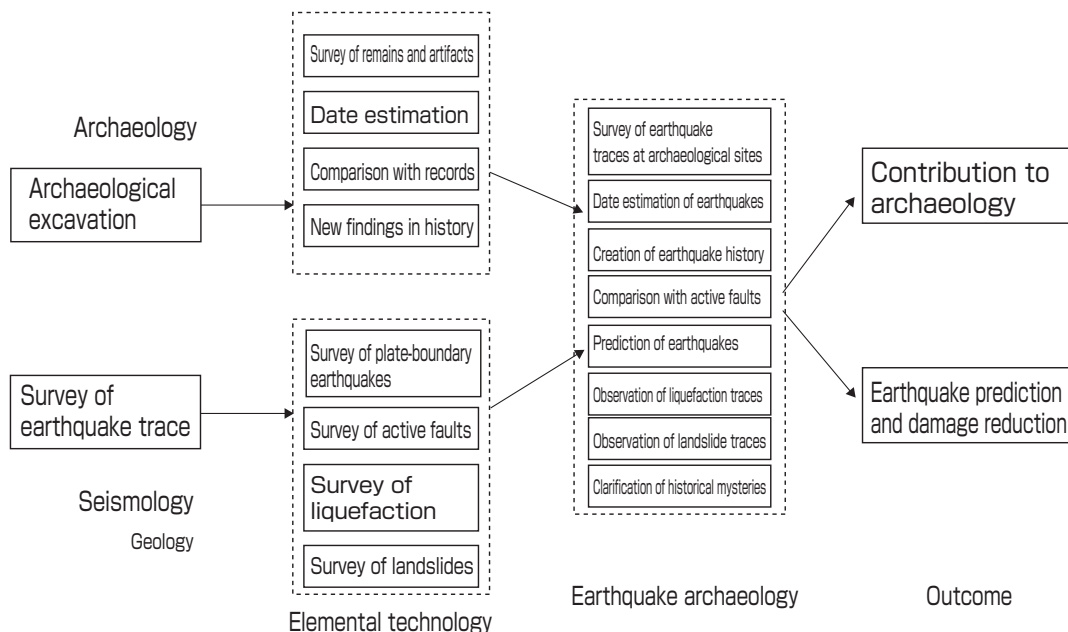 Archaeology
Archaeological
excavation
Survey of remains and artifacts
Date estimation
Comparison with records
New findings in history
Survey of
earthquake trace
Seismology
Geology
Survey of plate-boundary
earthquakes
Survey of active faults
Survey of
liquefaction
Survey of landslides
Elemental technology
Survey of earthquake
traces at archaeological sites
Date estimation of earthquakes
Creation of earthquake history
Comparison with active faults
Prediction of earthquakes
Observation of liquefaction traces
Observation of landslide traces
Clarification of historical mysteries
Earthquake archaeology
Contribution to
archaeology
Earthquake prediction
and damage reduction
Outcome